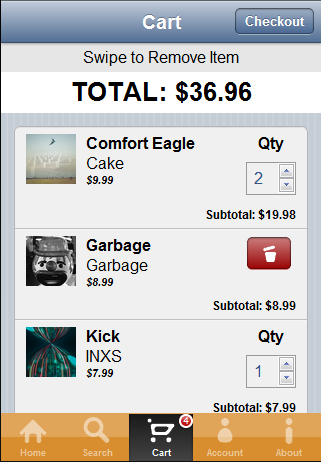 Cart
Checkout
Swipe to Remove Item
TOTAL: $36.96
Comfort Eagle
Qty
Cake
$9.99
2
Subtotal: $19.98
Garbage
Garbage
$8.99
Subtotal: $8.99
Kick
Qty
INXS
$7.99
1
Subtotal: $7.99
4
Home
Search
Cart
Account
About